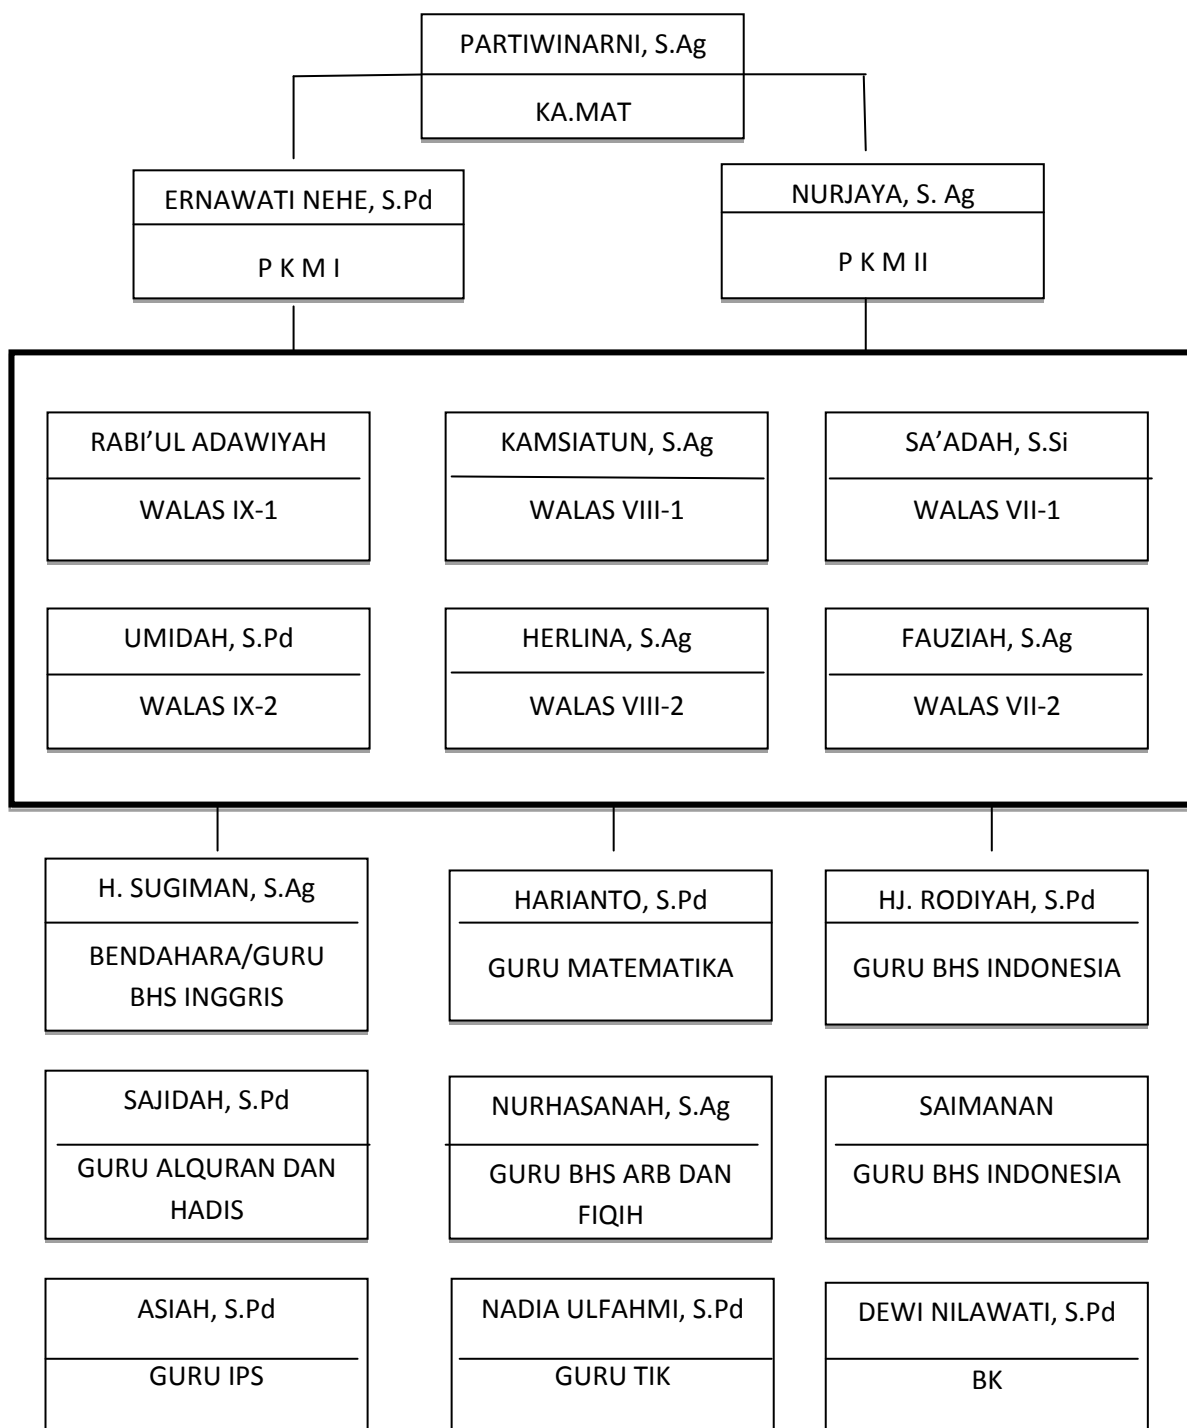 PARTIWINARNI, S.Ag
KA.MAT
ERNAWATI NEHE, S.Pd
P K M I
NURJAYA, S. Ag
P K M II
RABI’UL ADAWIYAH
WALAS IX-1
KAMSIATUN, S.Ag
WALAS VIII-1
SA’ADAH, S.Si
WALAS VII-1
UMIDAH, S.Pd
WALAS IX-2
HERLINA, S.Ag
WALAS VIII-2
FAUZIAH, S.Ag
WALAS VII-2
H. SUGIMAN, S.Ag
BENDAHARA/GURU
BHS INGGRIS
HARIANTO, S.Pd
GURU MATEMATIKA
HJ. RODIYAH, S.Pd
GURU BHS INDONESIA
SAJIDAH, S.Pd
GURU ALQURAN DAN
HADIS
NURHASANAH, S.Ag
GURU BHS ARB DAN
FIQIH
SAIMANAN
GURU BHS INDONESIA
ASIAH, S.Pd
GURU IPS
NADIA ULFAHMI, S.Pd
GURU TIK
DEWI NILAWATI, S.Pd
BK